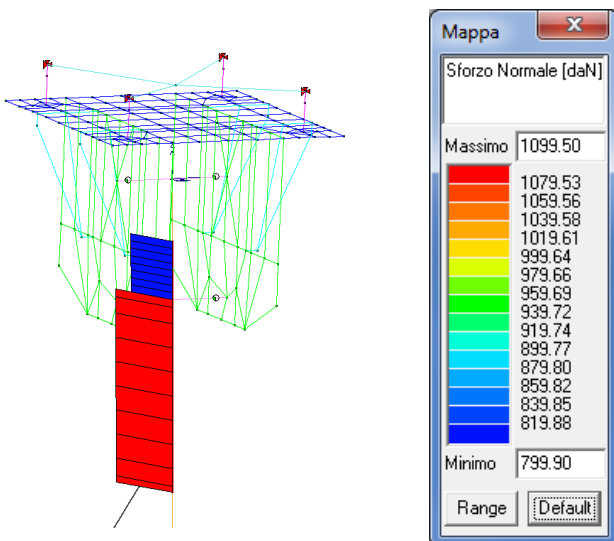 Mappa
Sforzo Normale [daN]
Massimo 1099.50
1079.53
1059.56
1039.58
1019.61
999.64
979.66
959.69
939.72
919.74
899.77
879.80
859.82
839.85
819.88
Minimo 799.90
Range Default